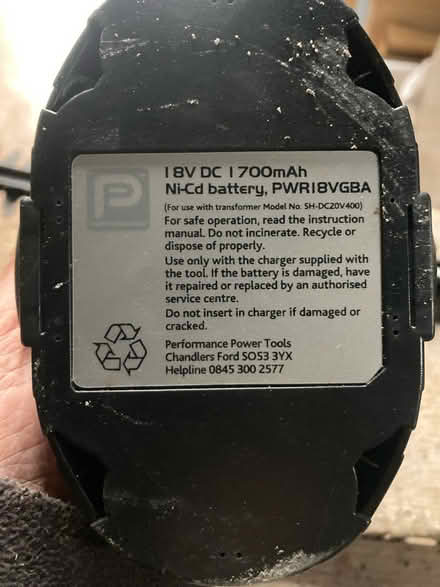 P
18V DC 1700mAh
Ni-Cd battery, PWR18VGBA
(For use with transformer Model No. SH-DC20V400)
For safe operation, read the instruction
manual. Do not incinerate. Recycle or
dispose of properly.
Use only with the charger supplied with
the tool. If the battery is damaged, have
it repaired or replaced by an authorised
service centre.
Do not insert in charger if damaged or
cracked.
Performance Power Tools
Chandlers Ford SO53 3YX
Helpline 0845 300 2577